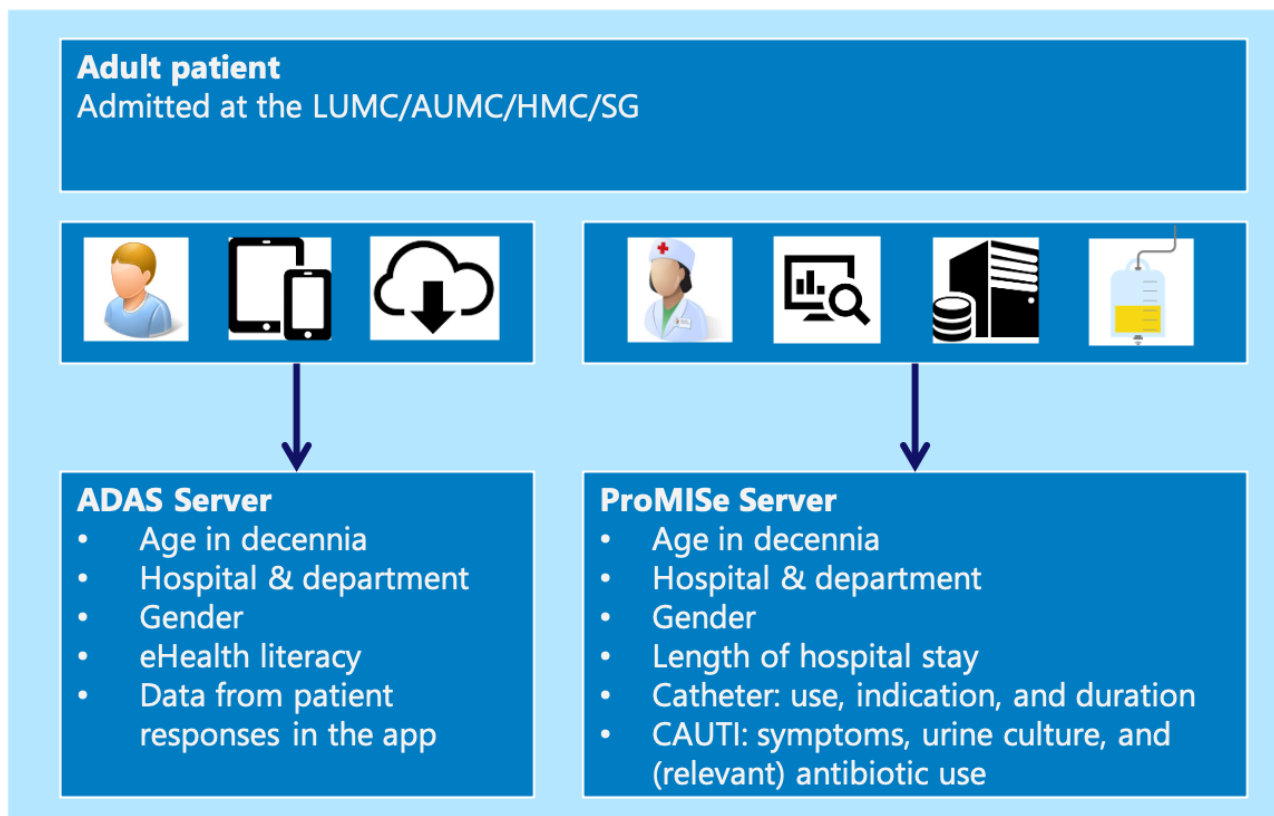 Adult patient
Admitted at the LUMC/AUMC/HMC/SG
ADAS Server
• Age in decennia
• Hospital & department
• Gender
• eHealth literacy
• Data from patient
responses in the app
ProMISe Server
• Age in decennia
• Hospital & department
• Gender
• Length of hospital stay
• Catheter: use, indication, and duration
• CAUTI: symptoms, urine culture, and
(relevant) antibiotic use